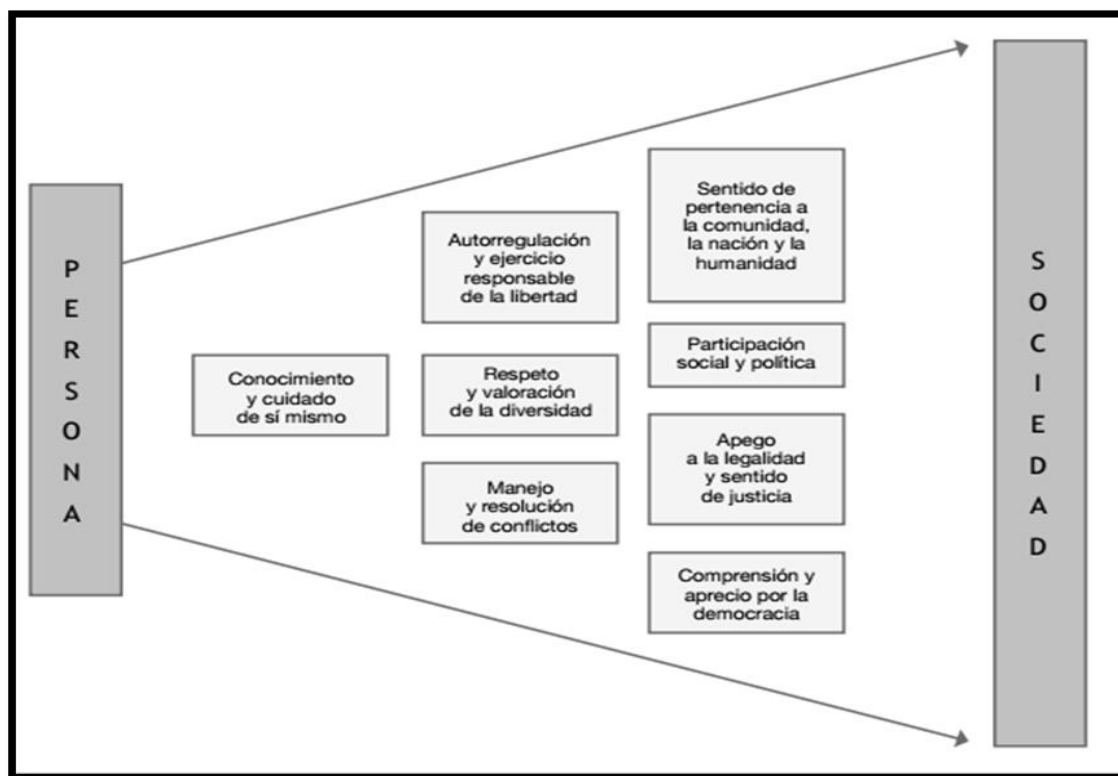 PERSONA
Conocimiento
y cuidado
de sí mismo
Autorregulación
y ejercicio
responsable
de la libertad
Respeto
y valoración
de la diversidad
Manejo
y resolución
de conflictos
Sentido de
pertenencia a
la comunidad,
la nación y la
humanidad
Participación
social y política
Apego
a la legalidad
y sentido
de justicia
Comprensión y
aprecio por la
democracia
SOCIEDAD